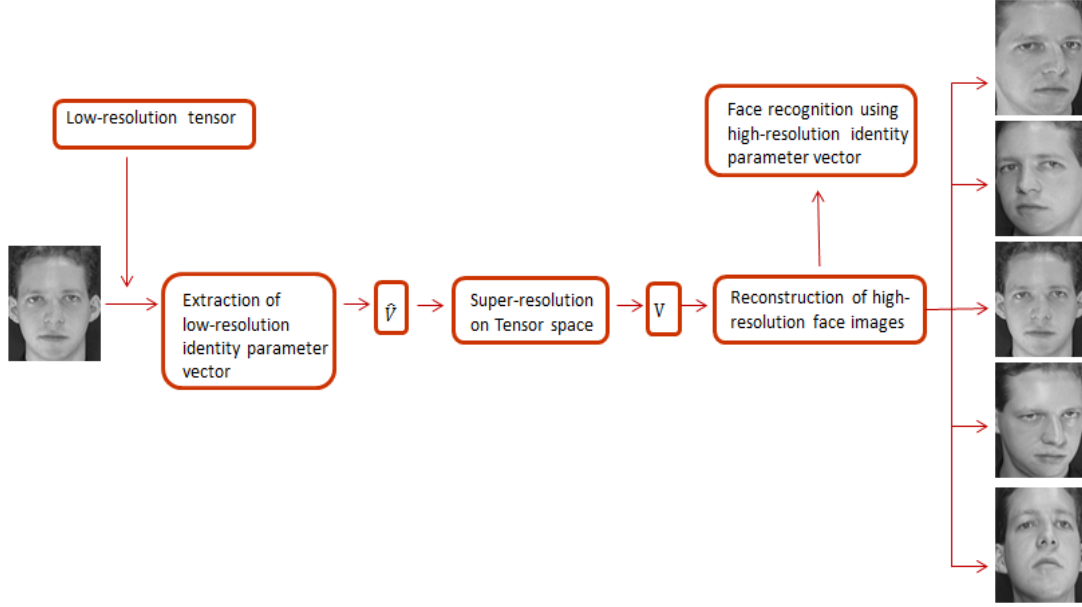 Low-resolution tensor
Face recognition using
high-resolution identity
parameter vector
Extraction of
low-resolution
identity parameter
vector
V̂
Super-resolution
on Tensor space
V
Reconstruction of high-
resolution face images